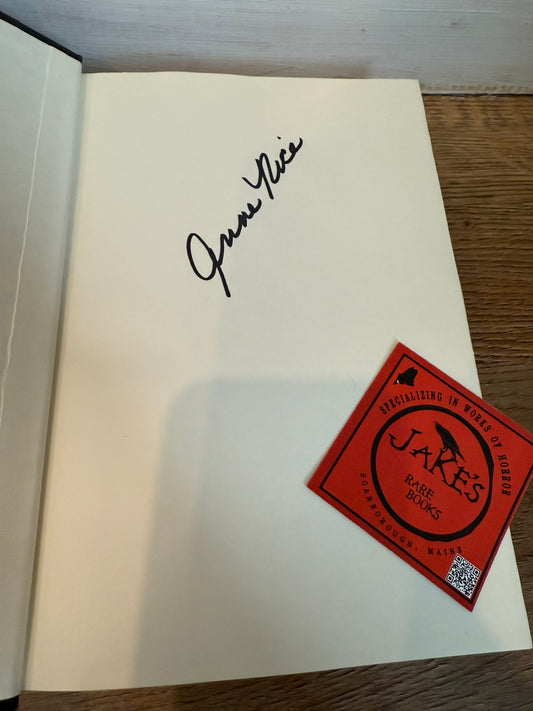 Anne Rice
SPECIALIZING IN WORKS OF HORROR
JAKE'S
RARE
BOOKS
SCARBOROUGH, MAINE